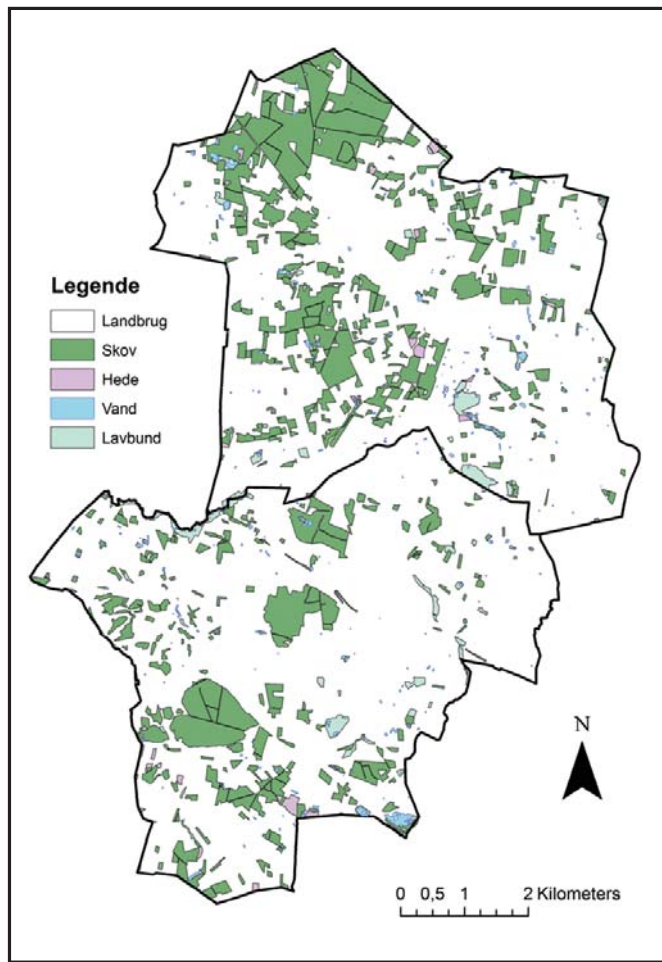 Legende
Landbrug
Skov
Hede
Vand
Lavbund
N
0 0,5 1 2 Kilometers